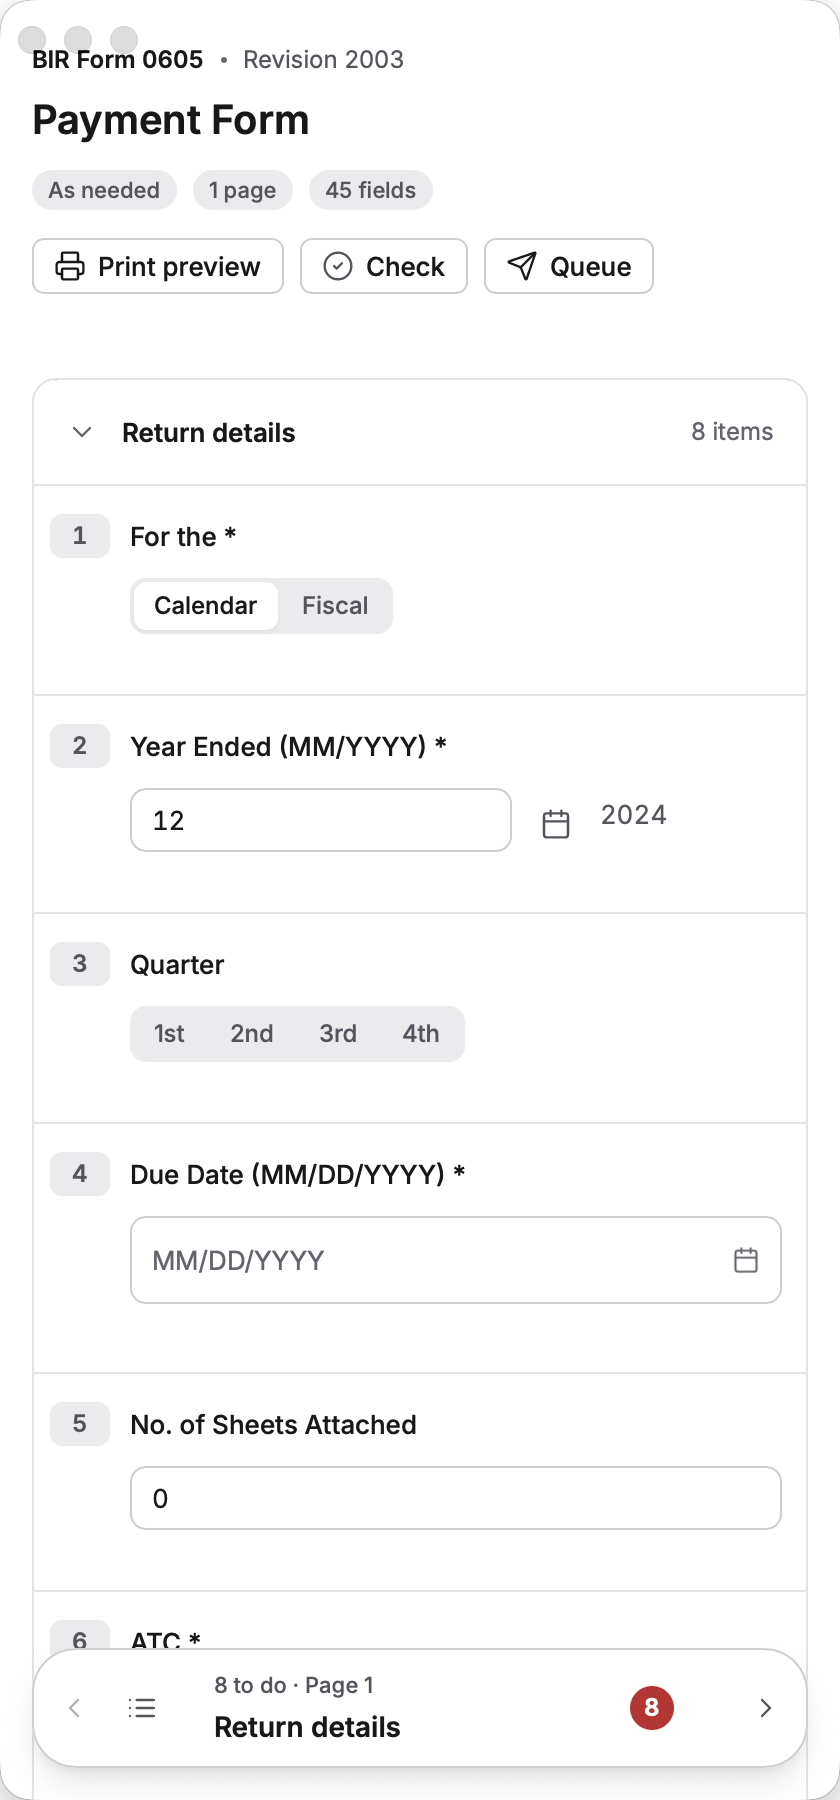 BIR Form 0605 • Revision 2003
Payment Form
As needed 1 page 45 fields
Print preview Check Queue
Return details 8 items
1 For the *
Calendar Fiscal
2 Year Ended (MM/YYYY) *
12 2024
3 Quarter
1st 2nd 3rd 4th
4 Due Date (MM/DD/YYYY) *
MM/DD/YYYY
5 No. of Sheets Attached
0
6 ATC *
8 to do · Page 1
Return details 8